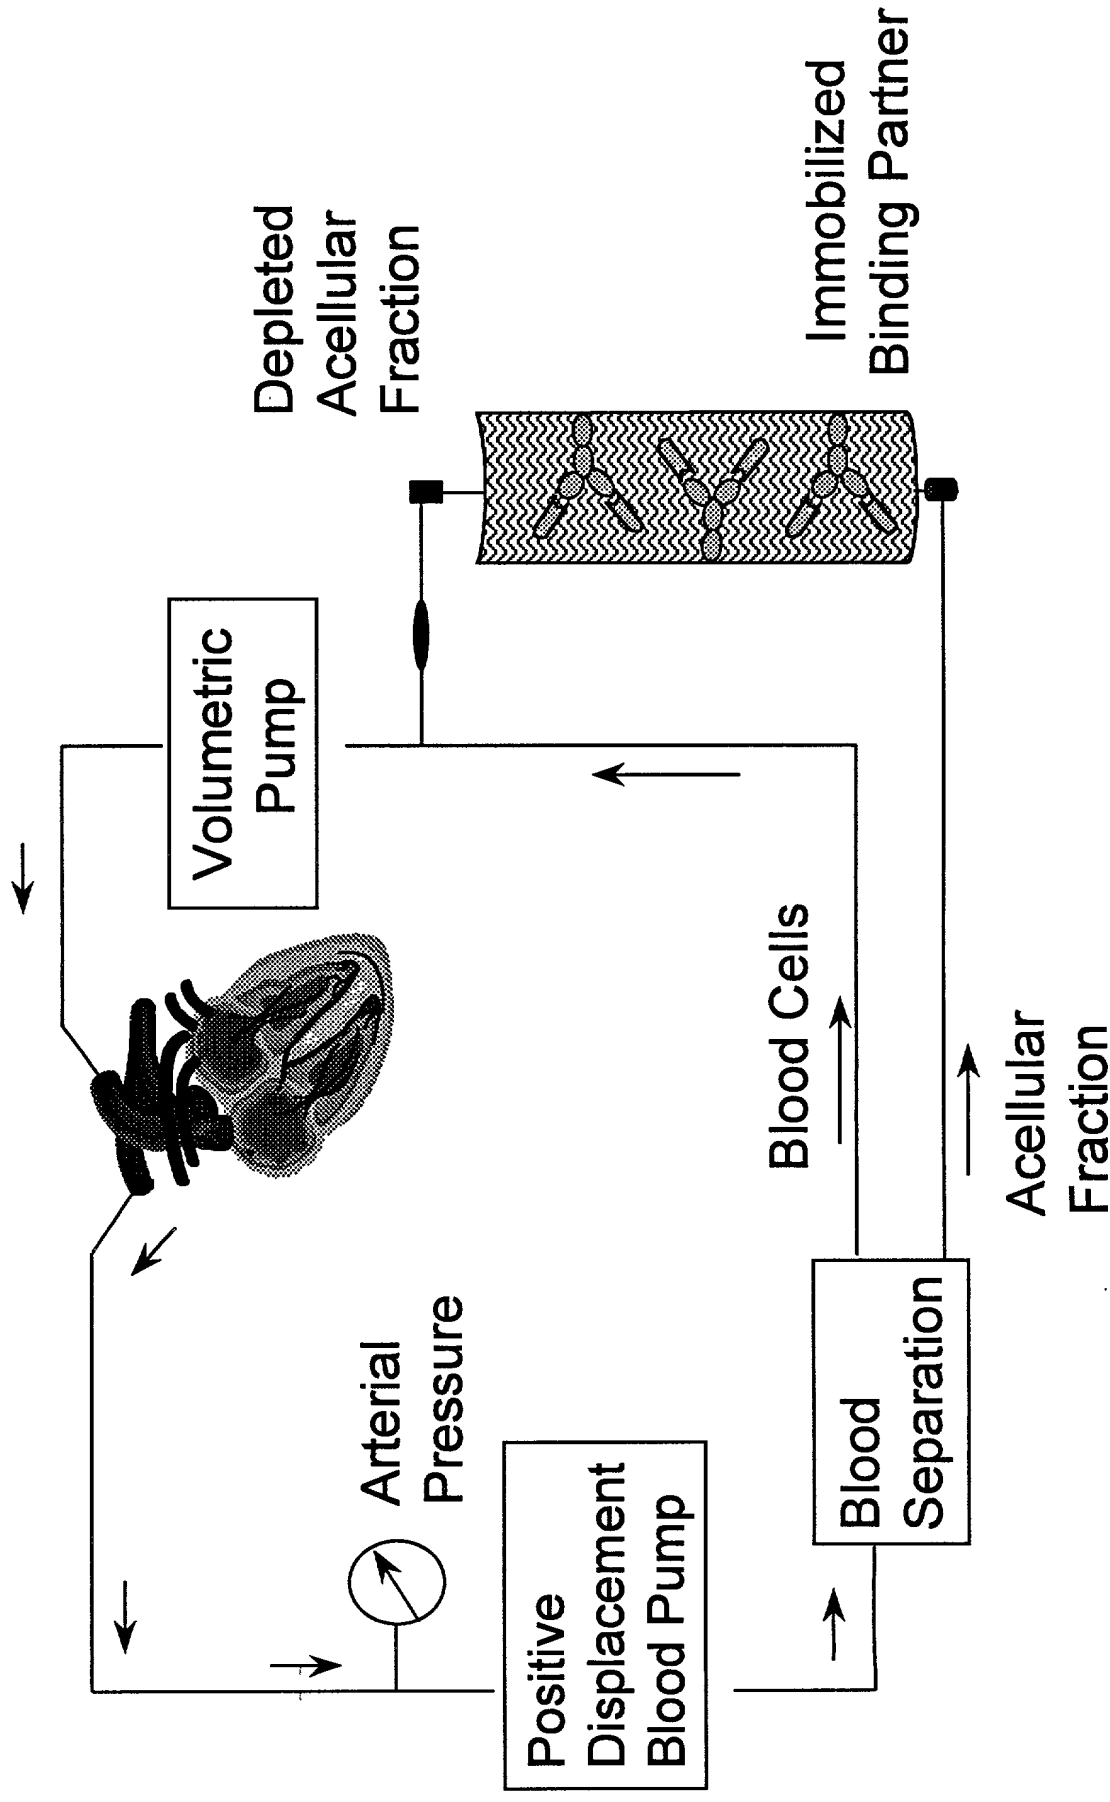 Depleted
Acellular
Fraction
Volumetric
Pump
Immobilized
Binding Partner
Arterial
Pressure
Positive
Displacement
Blood Pump
Blood Cells
Blood
Separation
Acellular
Fraction